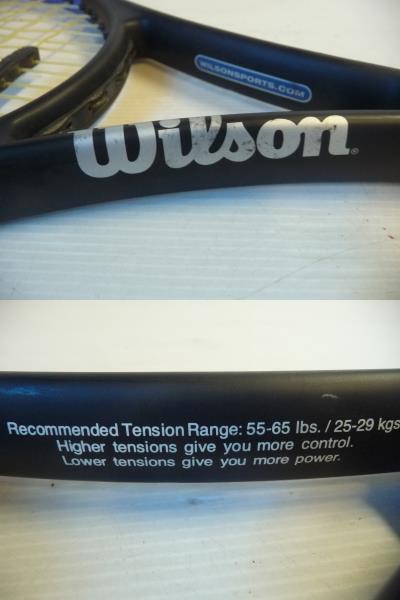 WILSONSPORTS.COM
Wilson®
Recommended Tension Range: 55-65 lbs. / 25-29 kgs
Higher tensions give you more control.
Lower tensions give you more power.